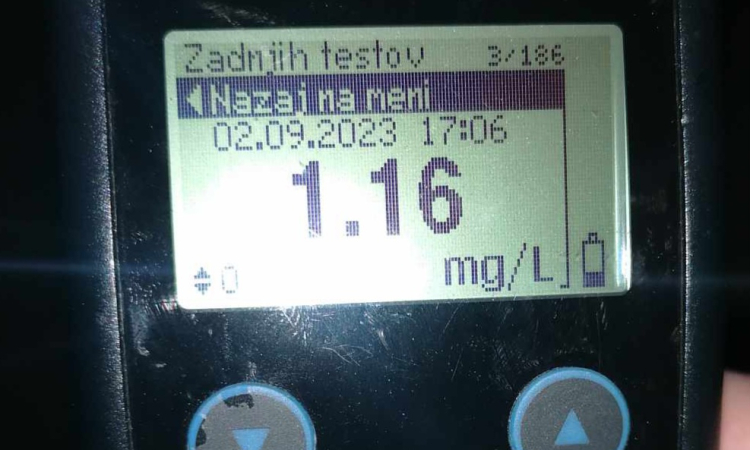 Zadnjih testov 3/186
Nazaj na meni
02.09.2023 17:06
1.16
0 mg/L